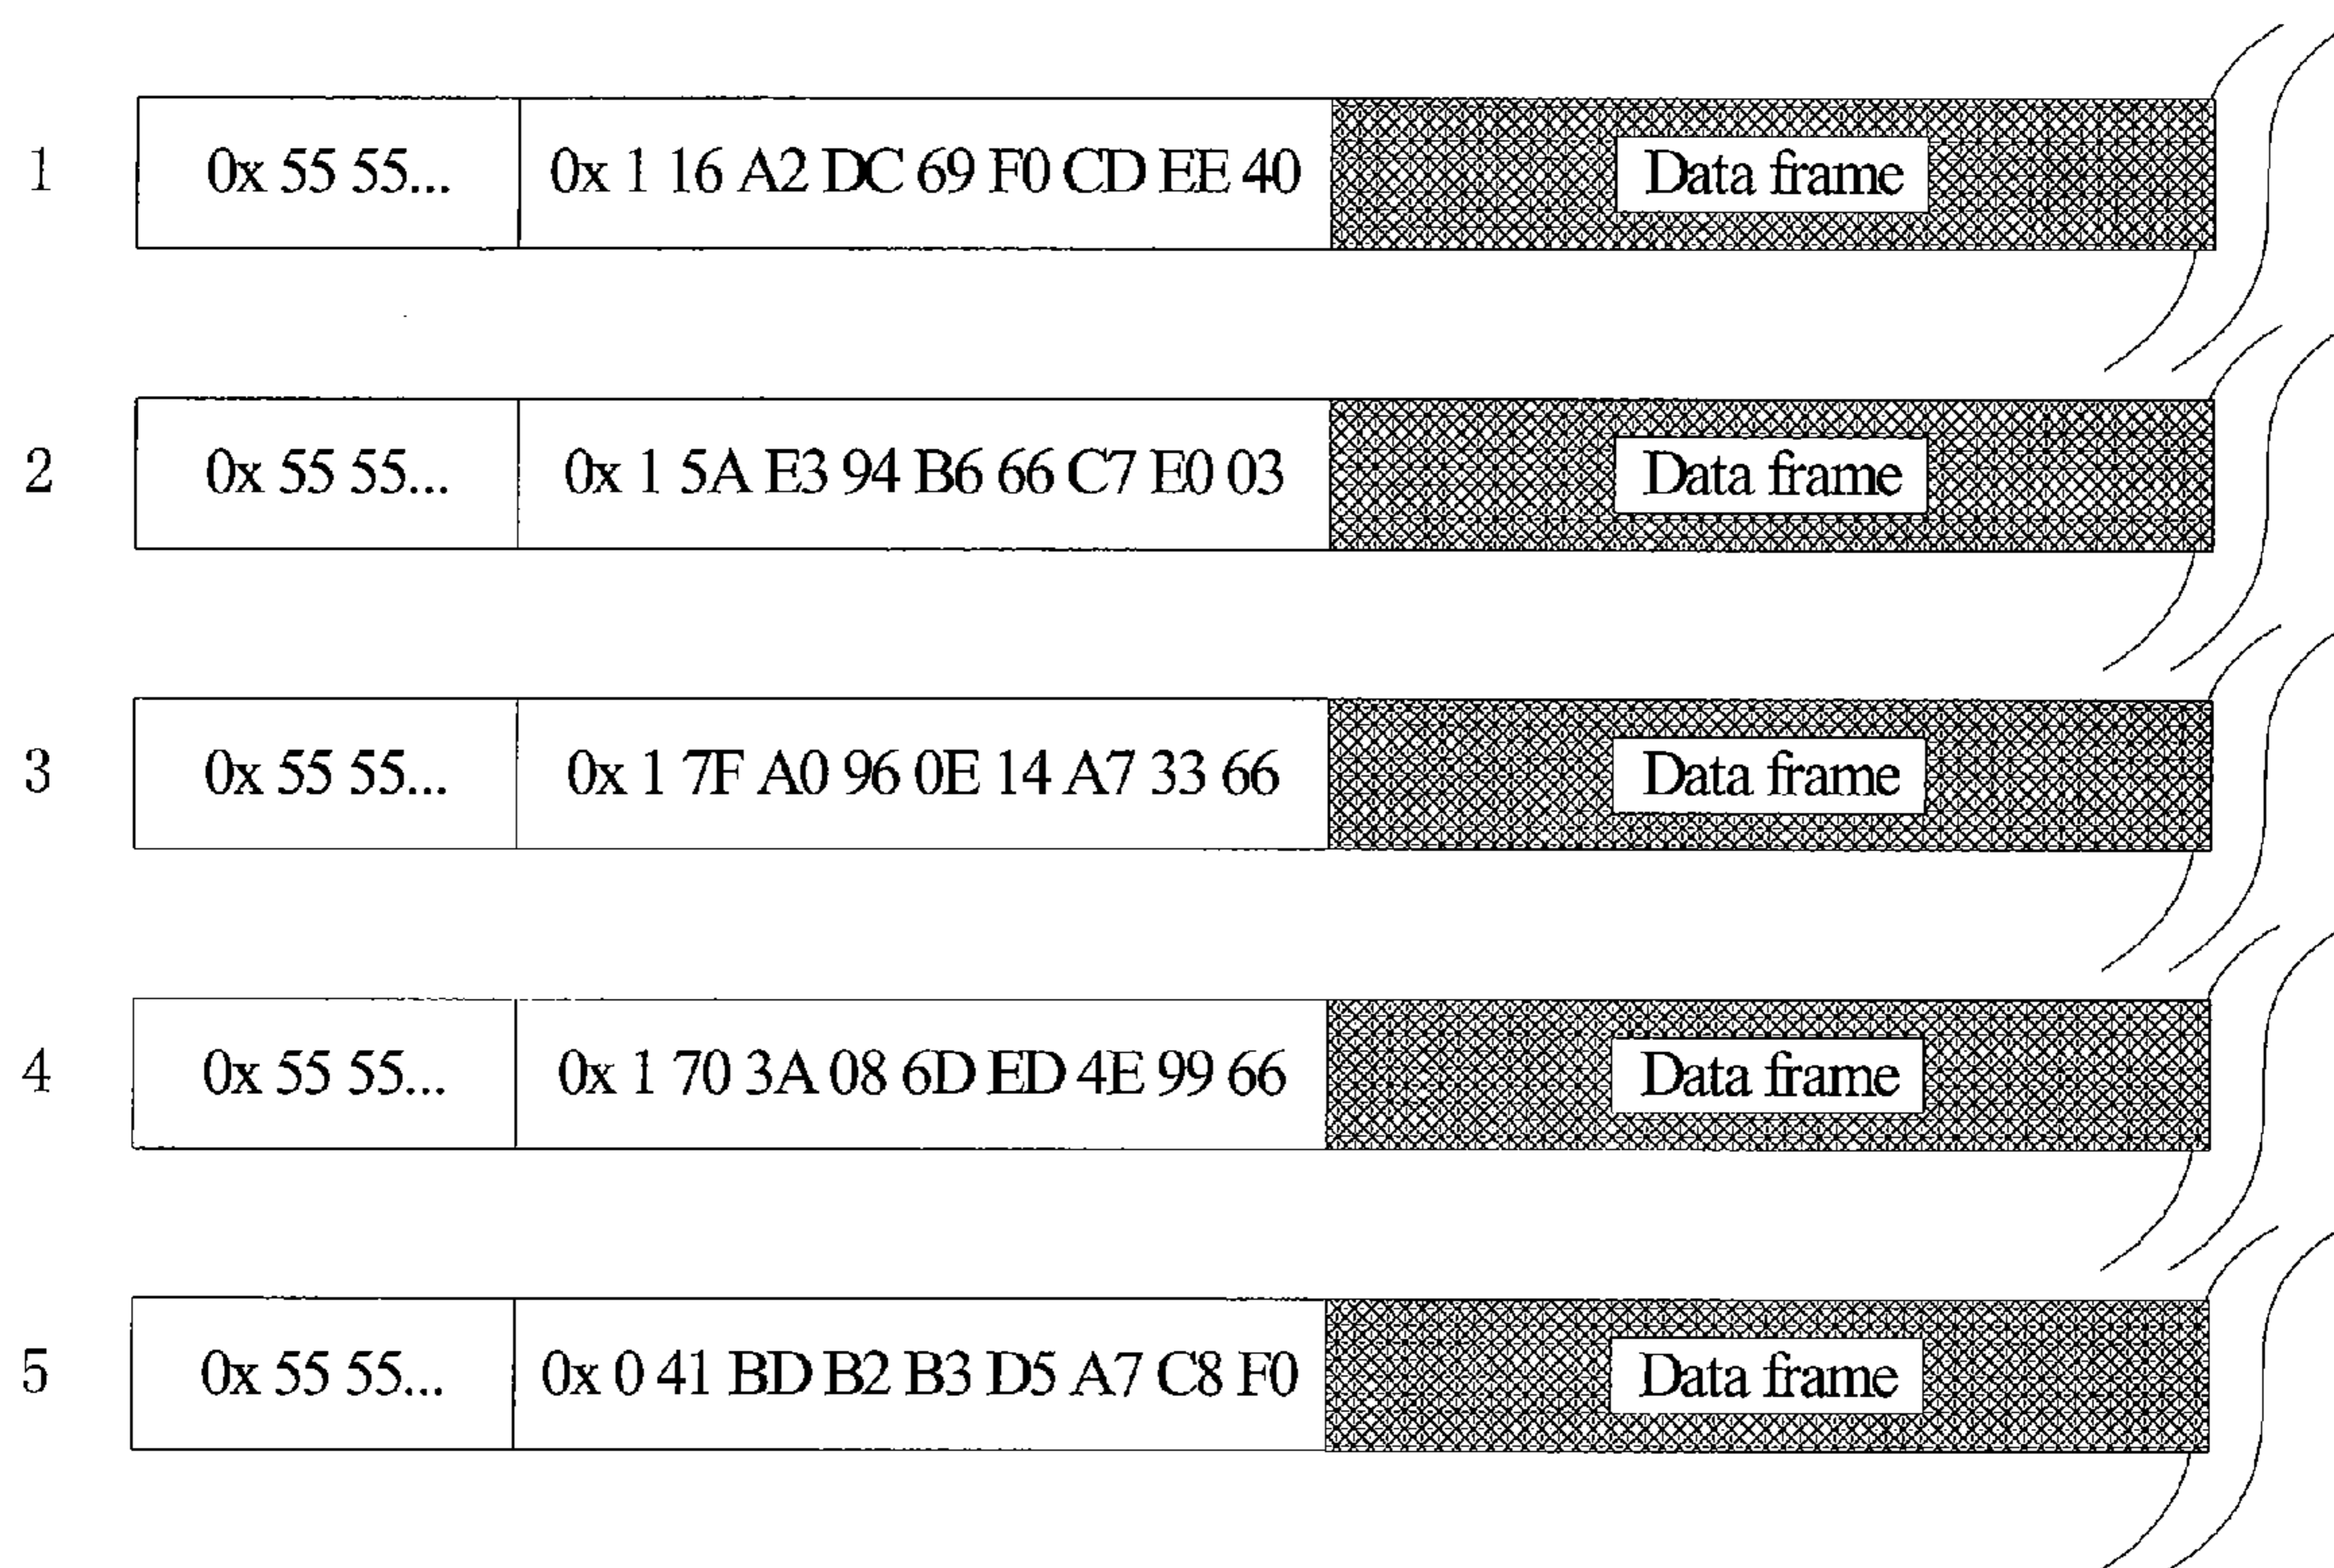 1 0x 55 55... 0x 1 16 A2 DC 69 F0 CD EE 40 Data frame
2 0x 55 55... 0x 1 5A E3 94 B6 66 C7 E0 03 Data frame
3 0x 55 55... 0x 1 7F A0 96 0E 14 A7 33 66 Data frame
4 0x 55 55... 0x 1 70 3A 08 6D ED 4E 99 66 Data frame
5 0x 55 55... 0x 0 41 BD B2 B3 D5 A7 C8 F0 Data frame